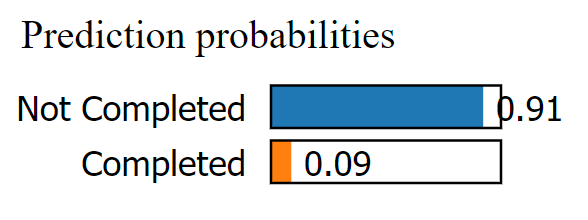 Prediction probabilities
Not Completed 0.91
Completed 0.09